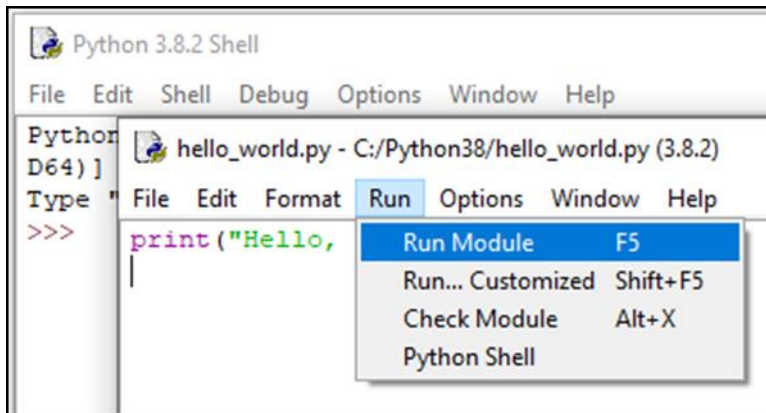 Python 3.8.2 Shell
File Edit Shell Debug Options Window Help
Python
D64)]
Type "
>>>
hello_world.py - C:/Python38/hello_world.py (3.8.2)
File Edit Format Run Options Window Help
print("Hello,
Run Module F5
Run... Customized Shift+F5
Check Module Alt+X
Python Shell